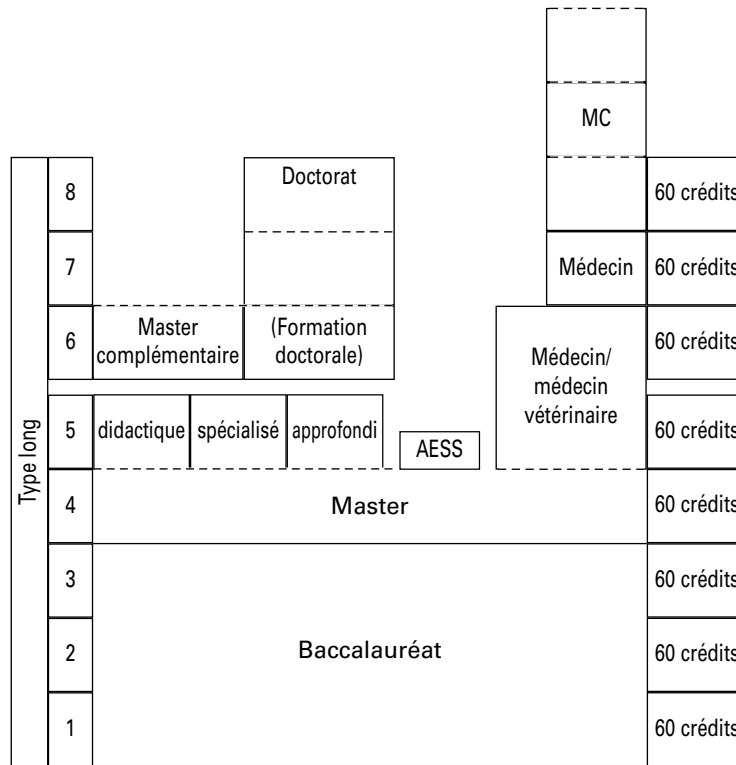 MC
8
Doctorat
60 crédits
7
Médecin
60 crédits
6
Master
complémentaire
(Formation
doctorale)
Médecin/
médecin
vétérinaire
60 crédits
5
didactique
spécialisé
approfondi
AESS
60 crédits
Type long
4
Master
60 crédits
3
60 crédits
2
Baccalauréat
60 crédits
1
60 crédits